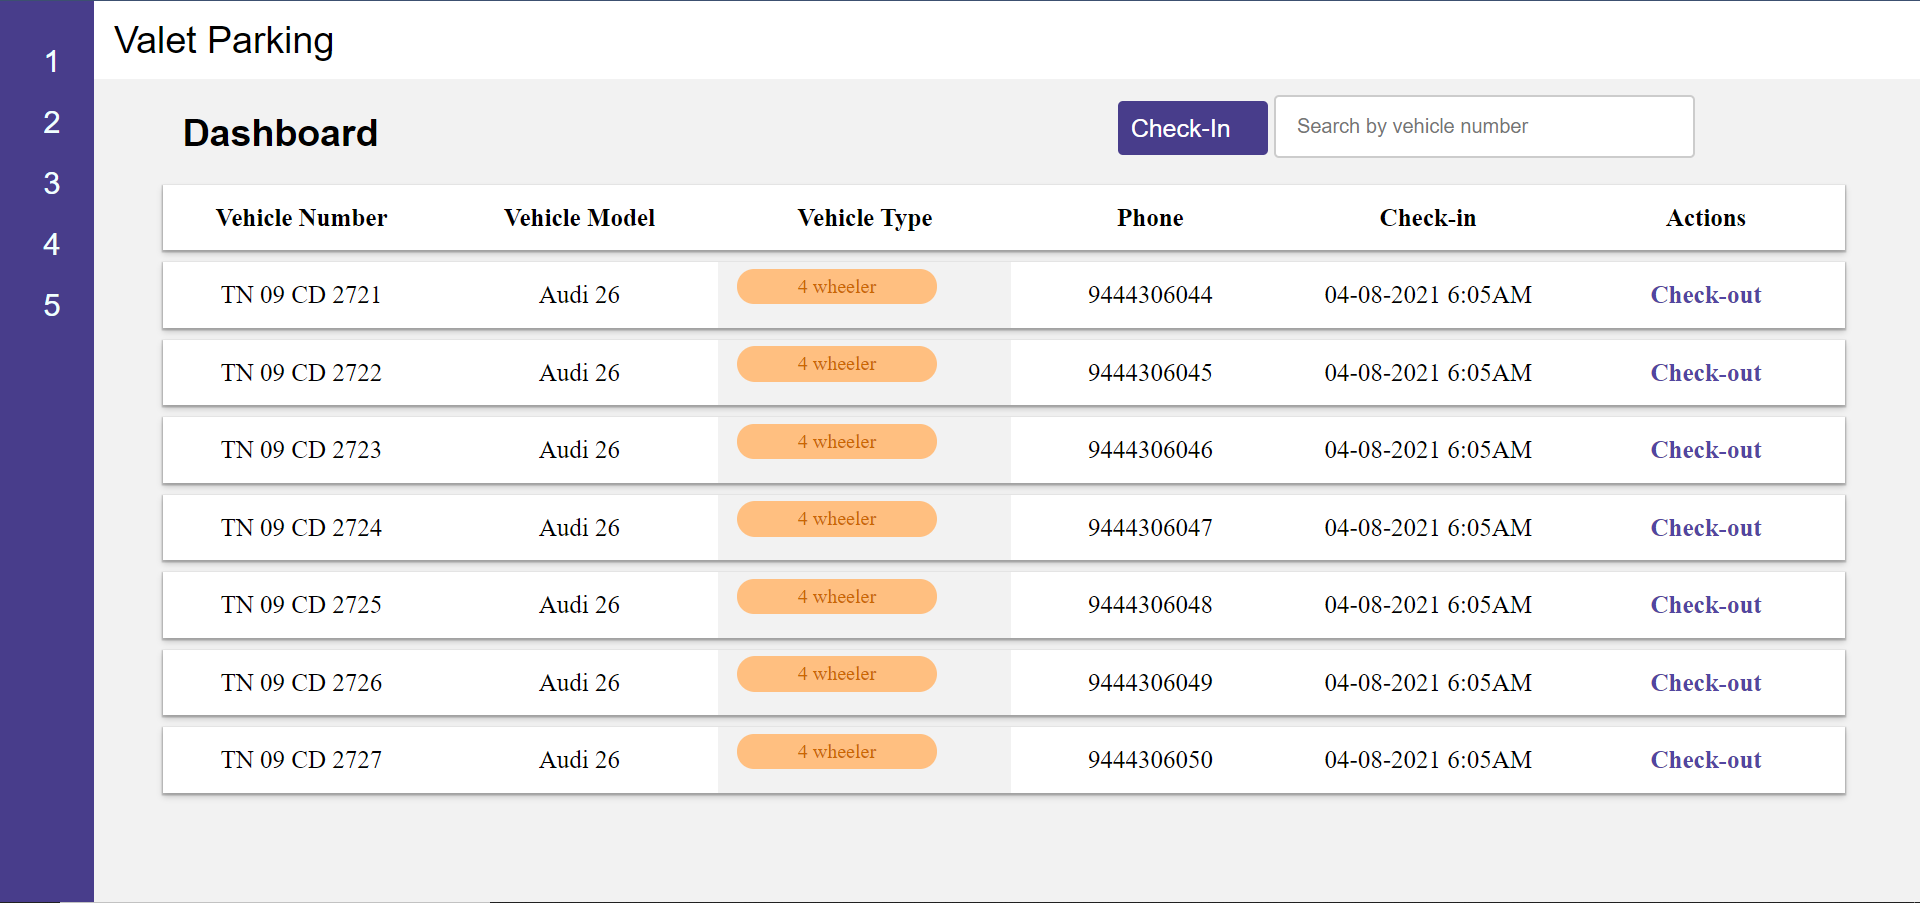 Valet Parking
1
2
3
4
5
Dashboard
Check-In
Search by vehicle number
Vehicle Number Vehicle Model Vehicle Type Phone Check-in Actions
TN 09 CD 2721 Audi 26 4 wheeler 9444306044 04-08-2021 6:05AM Check-out
TN 09 CD 2722 Audi 26 4 wheeler 9444306045 04-08-2021 6:05AM Check-out
TN 09 CD 2723 Audi 26 4 wheeler 9444306046 04-08-2021 6:05AM Check-out
TN 09 CD 2724 Audi 26 4 wheeler 9444306047 04-08-2021 6:05AM Check-out
TN 09 CD 2725 Audi 26 4 wheeler 9444306048 04-08-2021 6:05AM Check-out
TN 09 CD 2726 Audi 26 4 wheeler 9444306049 04-08-2021 6:05AM Check-out
TN 09 CD 2727 Audi 26 4 wheeler 9444306050 04-08-2021 6:05AM Check-out